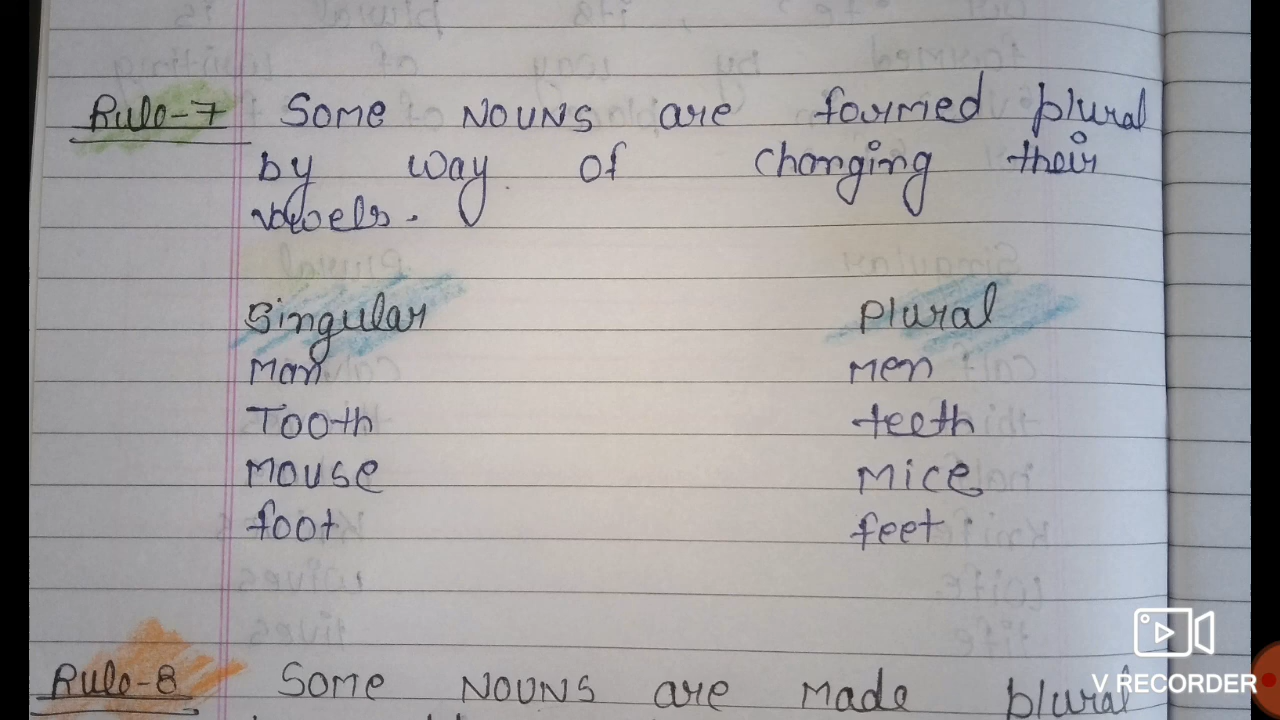 Rule-7 Some NOUNS are formed plural
by way of changing their
vowels.
Singular Plural
Man Men
Tooth teeth
Mouse Mice
foot feet
Rule-8 Some NOUNS are made plural
V RECORDER